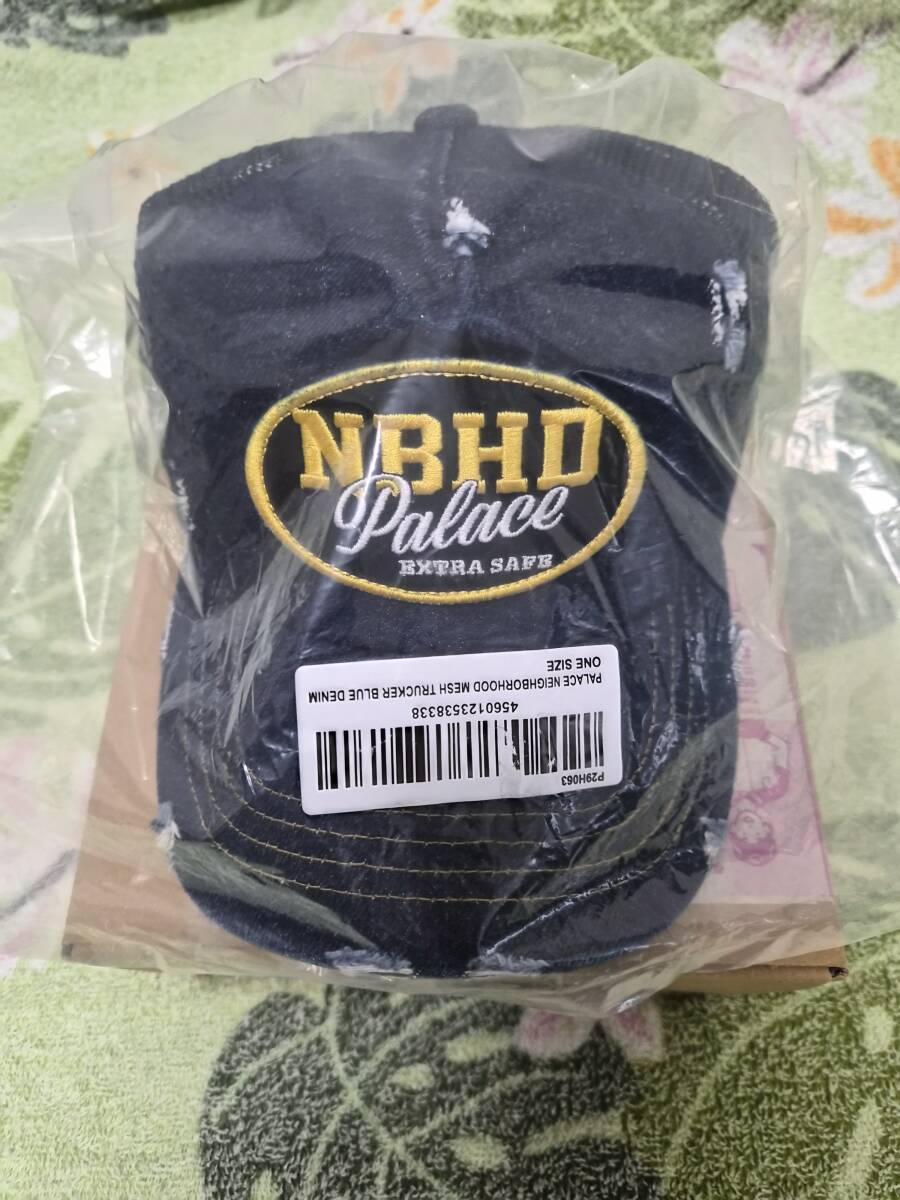 NBHD
Palace
EXTRA SAFE
P29H063
4560123538338
PALACE NEIGHBORHOOD MESH TRUCKER BLUE DENIM
ONE SIZE